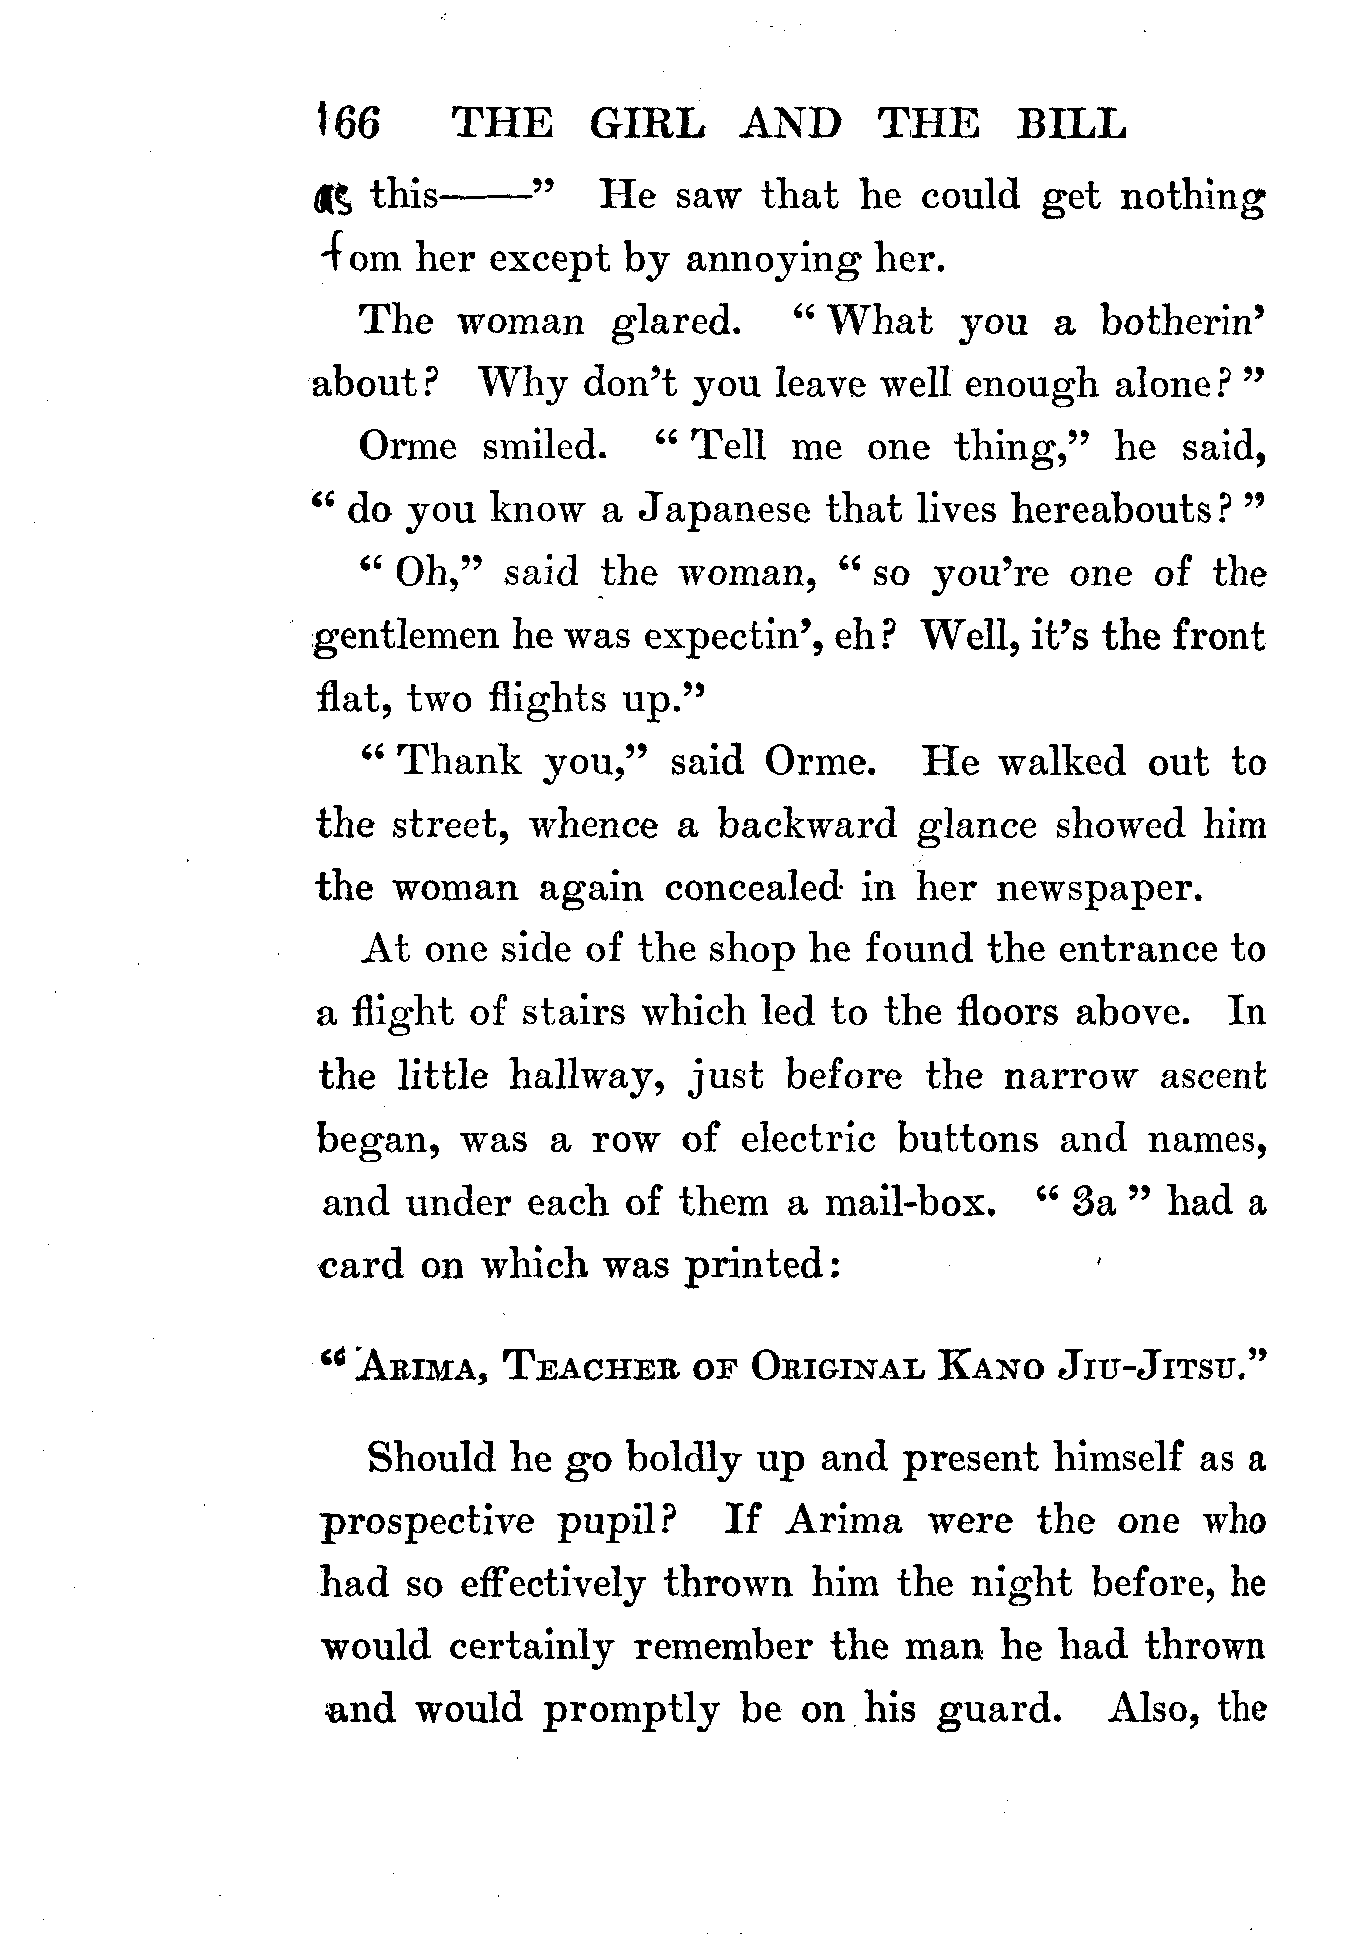 166 THE GIRL AND THE BILL
as this——” He saw that he could get nothing
from her except by annoying her.
The woman glared. “ What you a botherin’
about? Why don’t you leave well enough alone? ”
Orme smiled. “ Tell me one thing,” he said,
“ do you know a Japanese that lives hereabouts? ”
“ Oh,” said the woman, “ so you’re one of the
gentlemen he was expectin’, eh? Well, it’s the front
flat, two flights up.”
“ Thank you,” said Orme. He walked out to
the street, whence a backward glance showed him
the woman again concealed in her newspaper.
At one side of the shop he found the entrance to
a flight of stairs which led to the floors above. In
the little hallway, just before the narrow ascent
began, was a row of electric buttons and names,
and under each of them a mail-box. “ 3a ” had a
card on which was printed:
“ Arima, Teacher of Original Kano Jiu-Jitsu.”
Should he go boldly up and present himself as a
prospective pupil? If Arima were the one who
had so effectively thrown him the night before, he
would certainly remember the man he had thrown
and would promptly be on his guard. Also, the